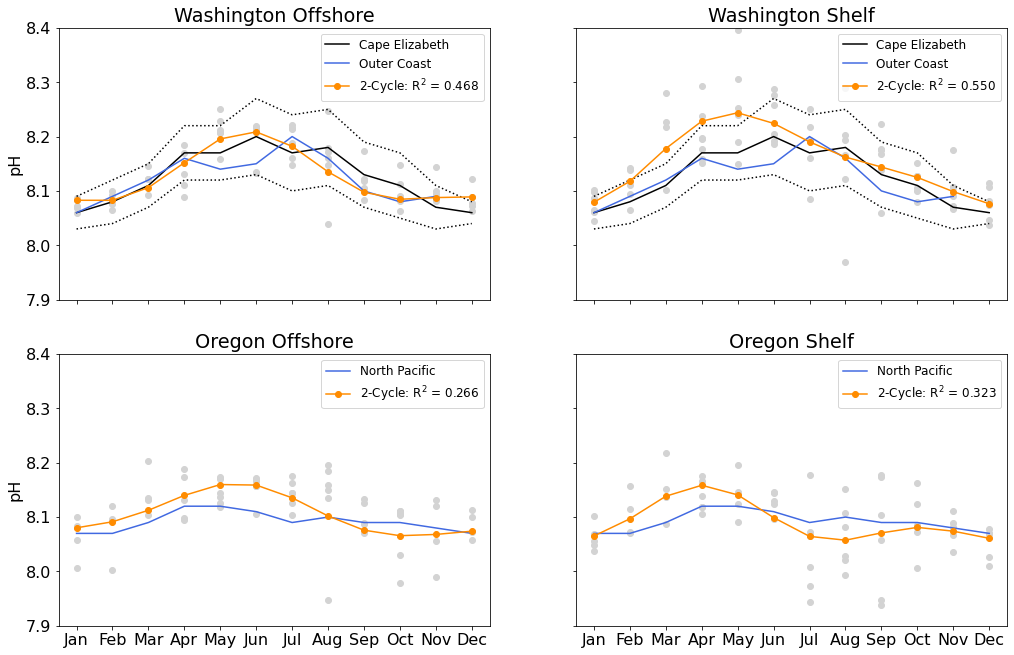 Washington Offshore
8.4
8.3
8.2
8.1
8.0
7.9
pH
Cape Elizabeth
Outer Coast
2-Cycle: R² = 0.468
Washington Shelf
Cape Elizabeth
Outer Coast
2-Cycle: R² = 0.550
Oregon Offshore
8.4
8.3
8.2
8.1
8.0
7.9
pH
North Pacific
2-Cycle: R² = 0.266
Jan Feb Mar Apr May Jun Jul Aug Sep Oct Nov Dec
Oregon Shelf
North Pacific
2-Cycle: R² = 0.323
Jan Feb Mar Apr May Jun Jul Aug Sep Oct Nov Dec